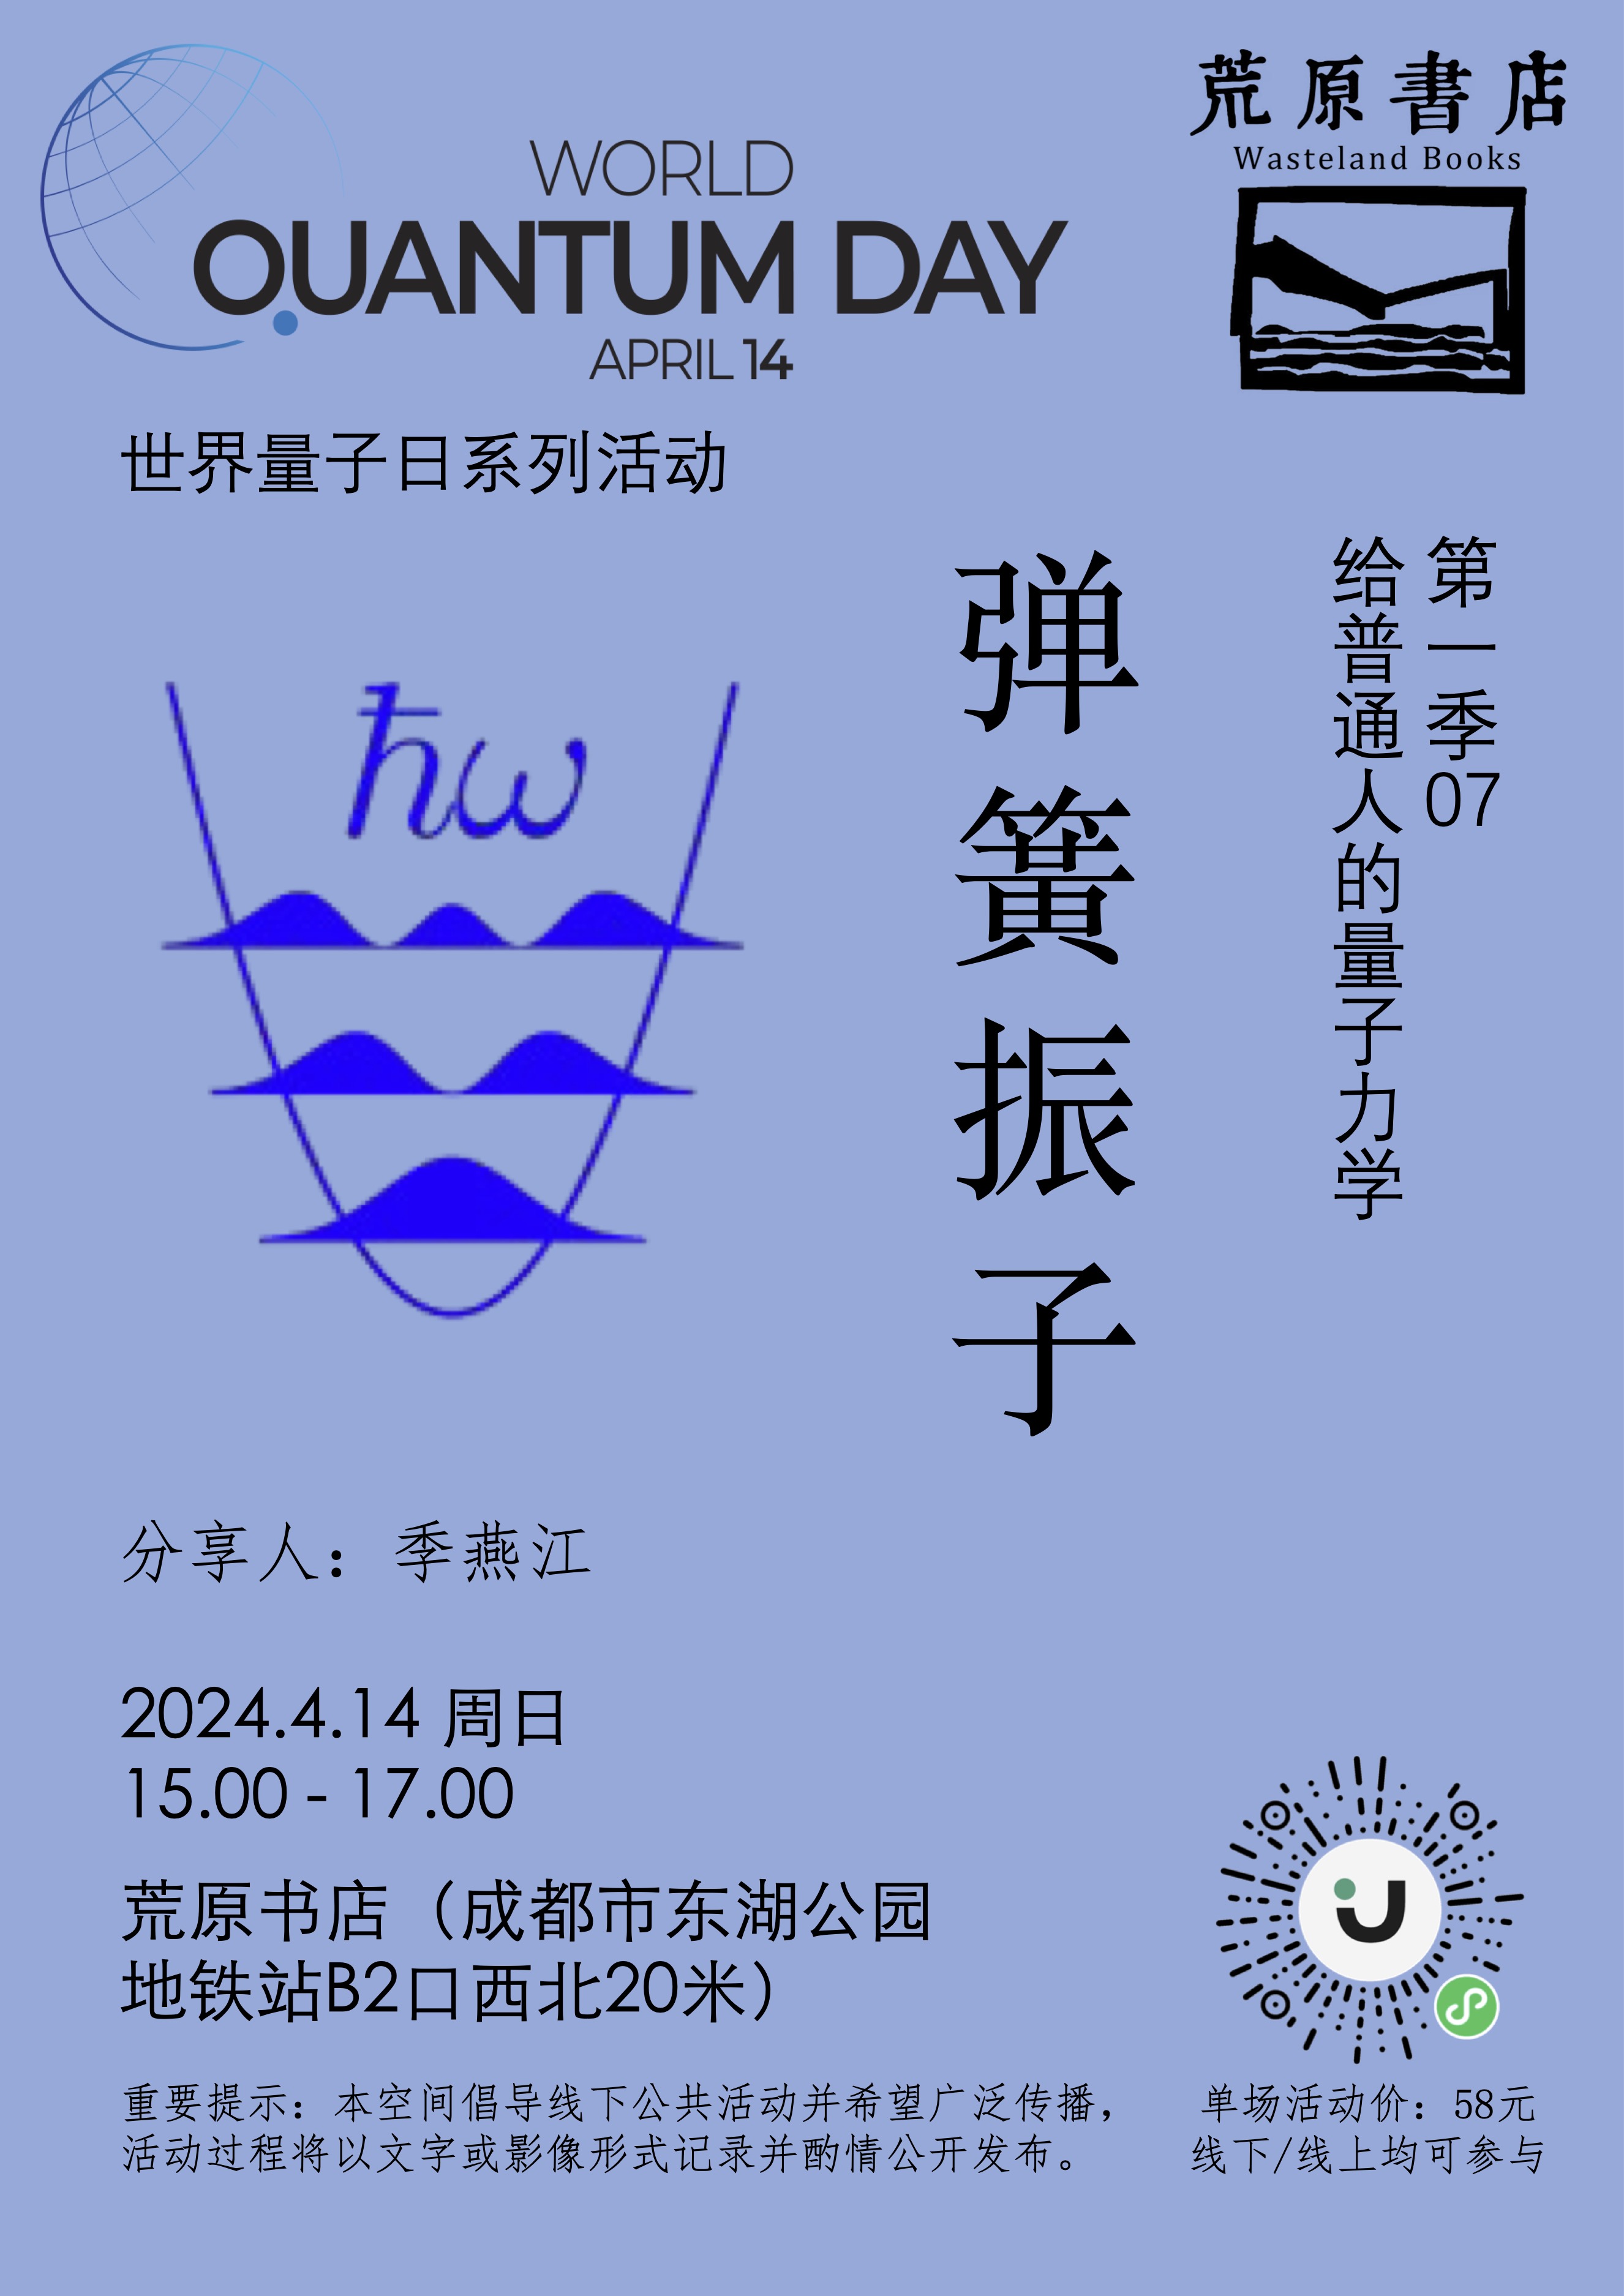 WORLD
QUANTUM DAY
APRIL 14
荒原書店
Wasteland Books
世界量子日系列活动
第一季07
给普通人的量子力学
弹簧振子
ħω
分享人：季燕江
2024.4.14 周日
15.00 - 17.00
荒原书店（成都市东湖公园
地铁站B2口西北20米）
重要提示：本空间倡导线下公共活动并希望广泛传播，
活动过程将以文字或影像形式记录并酌情公开发布。
单场活动价：58元
线下/线上均可参与